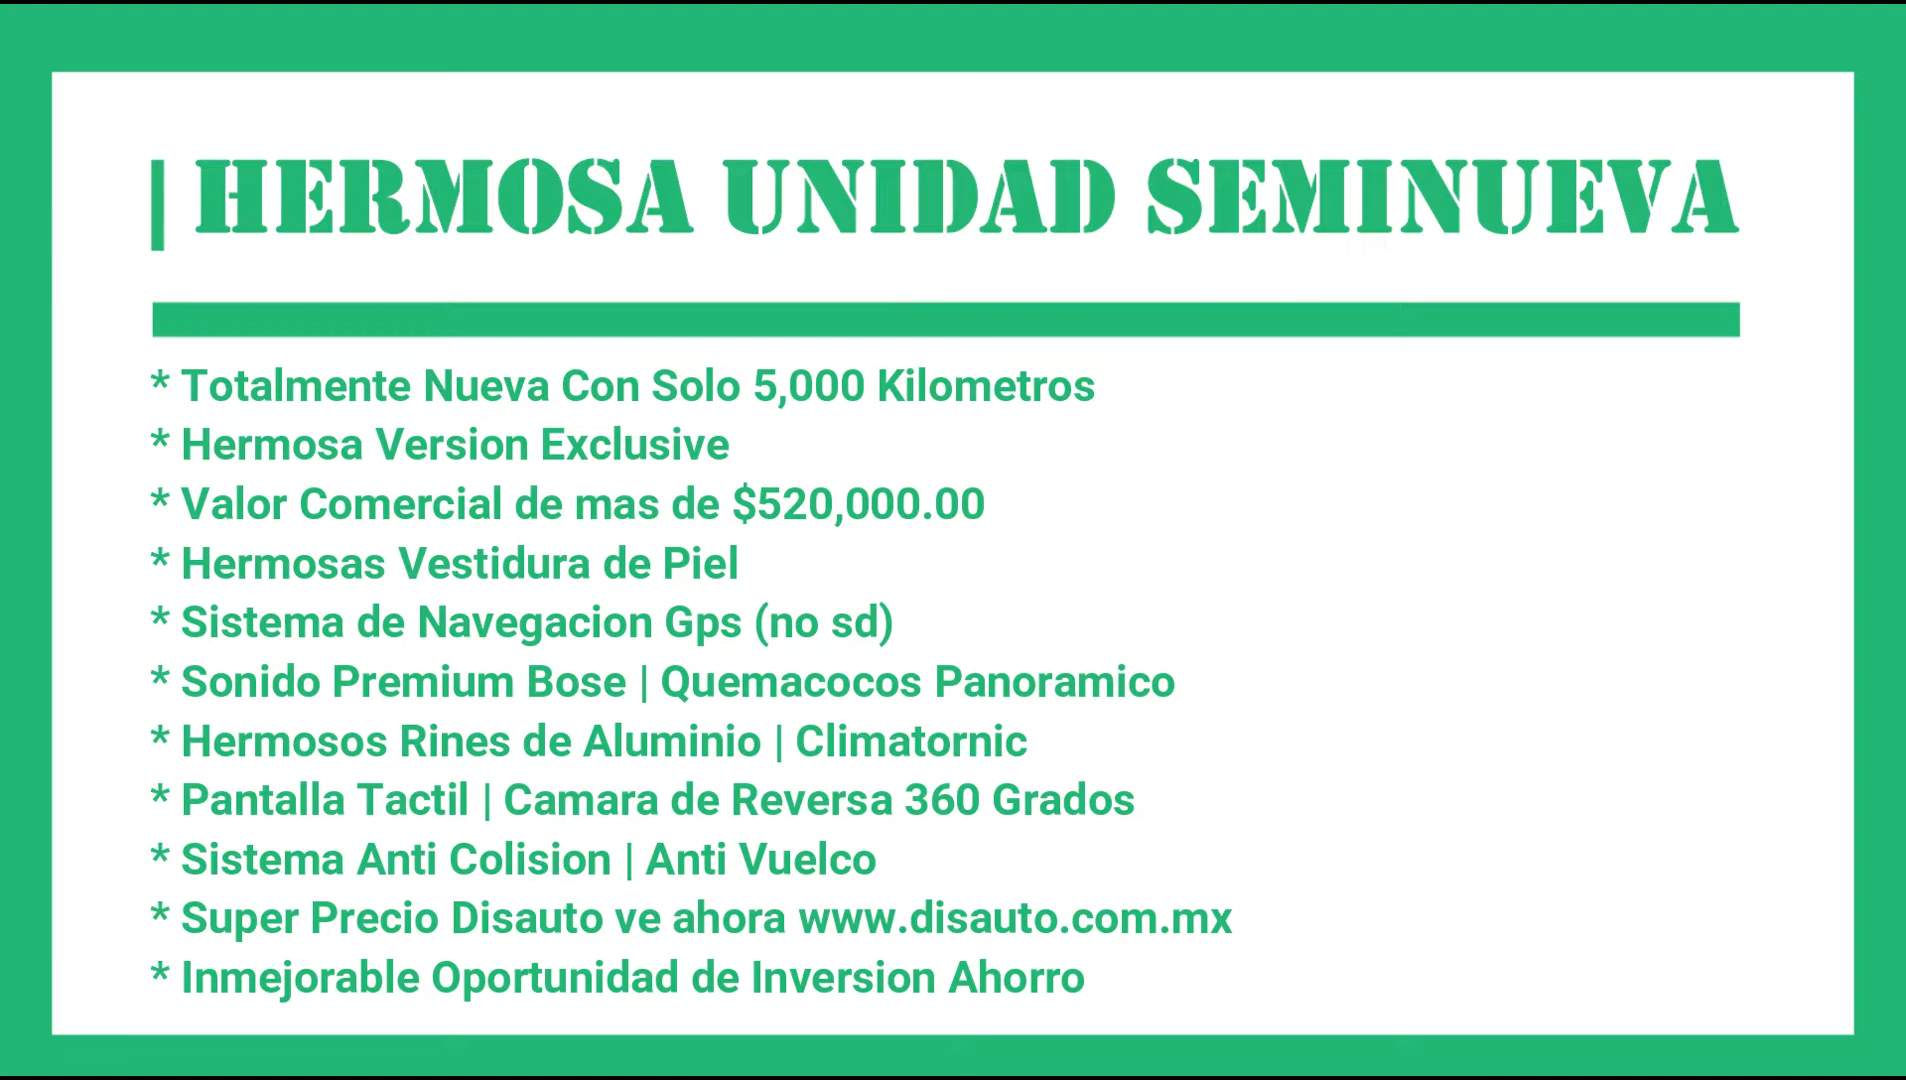 | HERMOSA UNIDAD SEMINUEVA
* Totalmente Nueva Con Solo 5,000 Kilometros
* Hermosa Version Exclusive
* Valor Comercial de mas de $520,000.00
* Hermosas Vestidura de Piel
* Sistema de Navegacion Gps (no sd)
* Sonido Premium Bose | Quemacocos Panoramico
* Hermosos Rines de Aluminio | Climatornic
* Pantalla Tactil | Camara de Reversa 360 Grados
* Sistema Anti Colision | Anti Vuelco
* Super Precio Disauto ve ahora www.disauto.com.mx
* Inmejorable Oportunidad de Inversion Ahorro